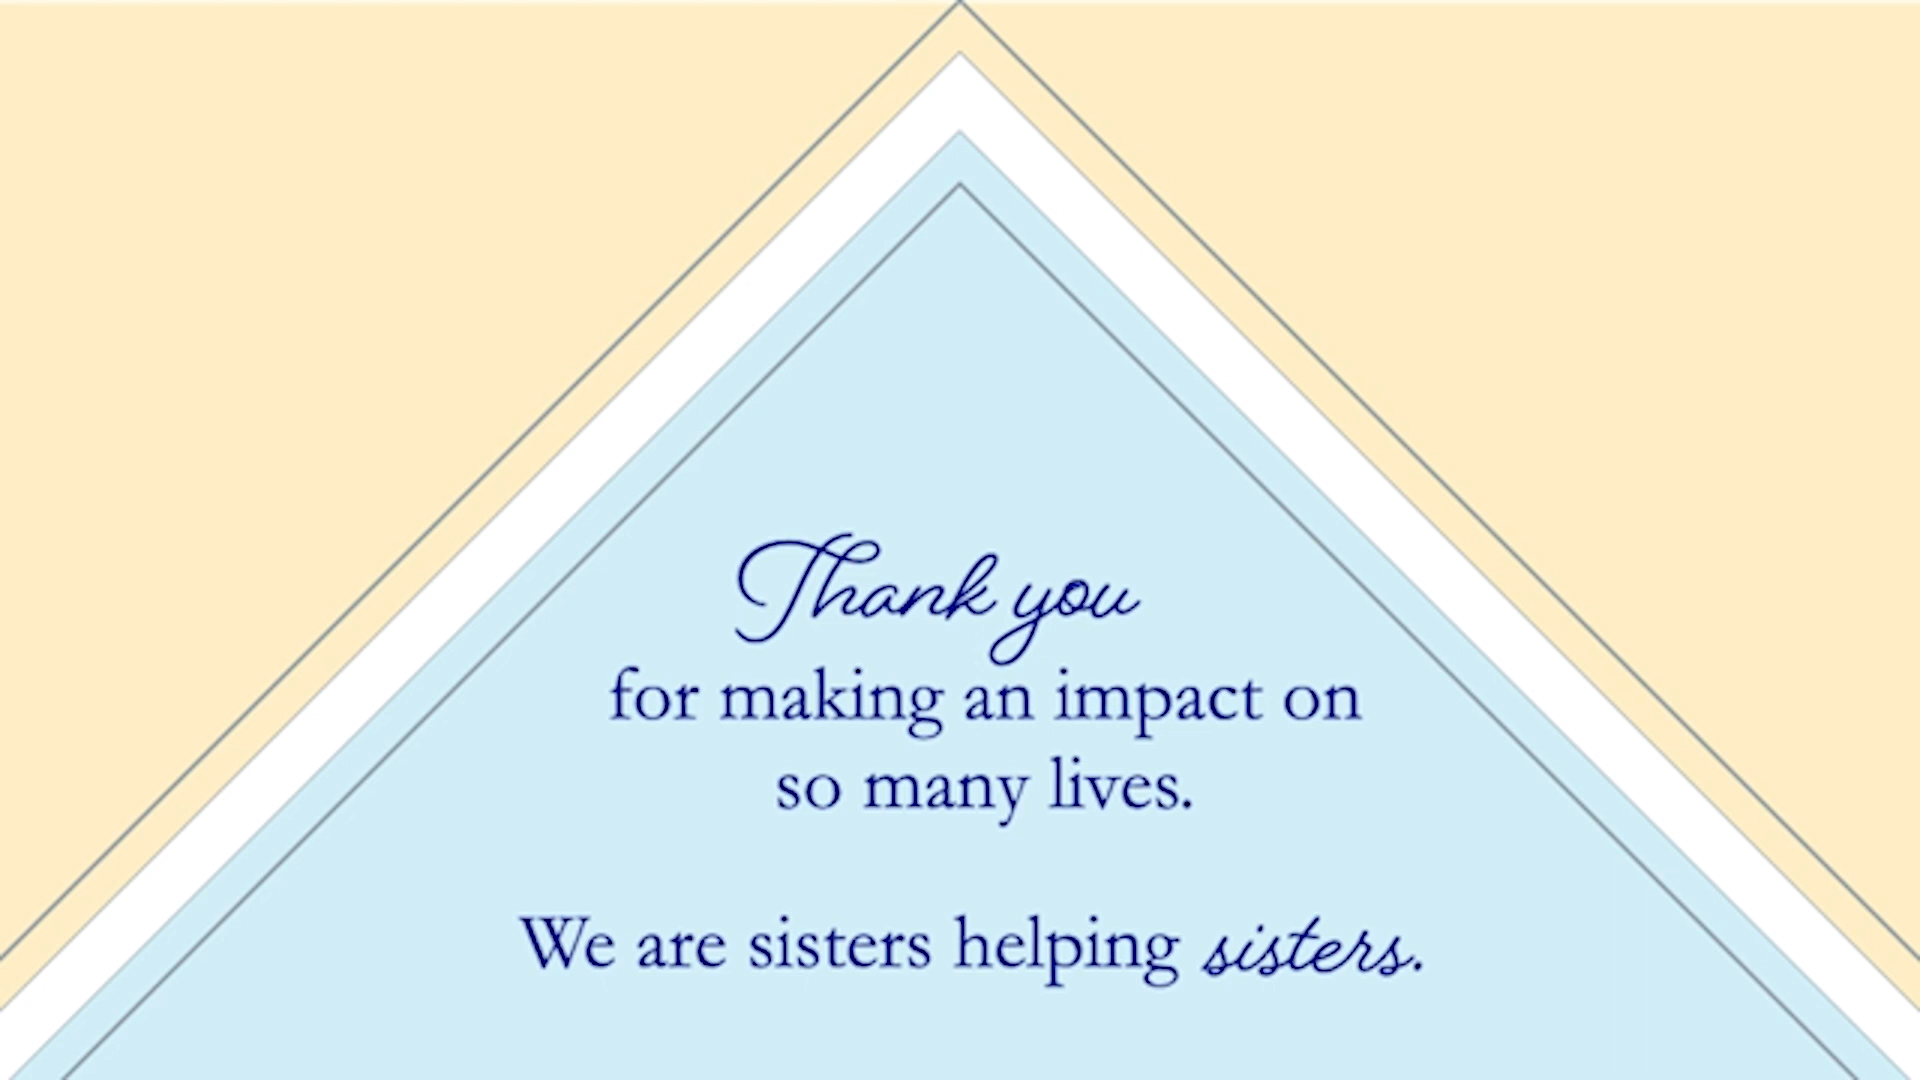 Thank you
for making an impact on
so many lives.
We are sisters helping sisters.